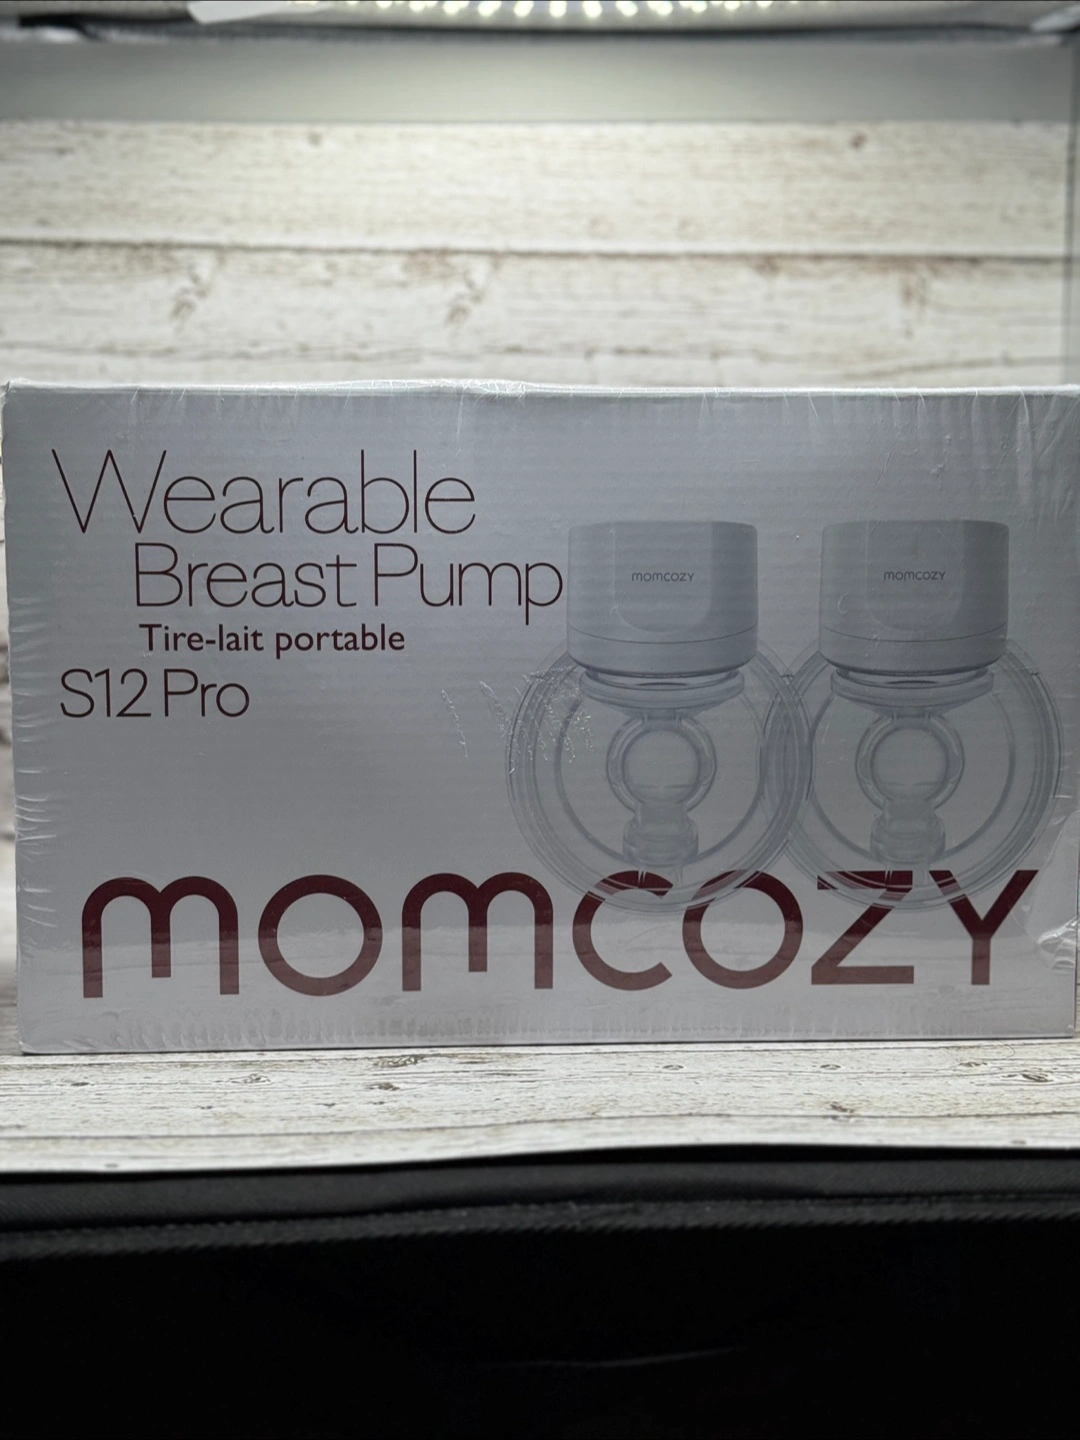 Wearable
Breast Pump
Tire-lait portable
S12 Pro
momcozy
momcozy
momcozy